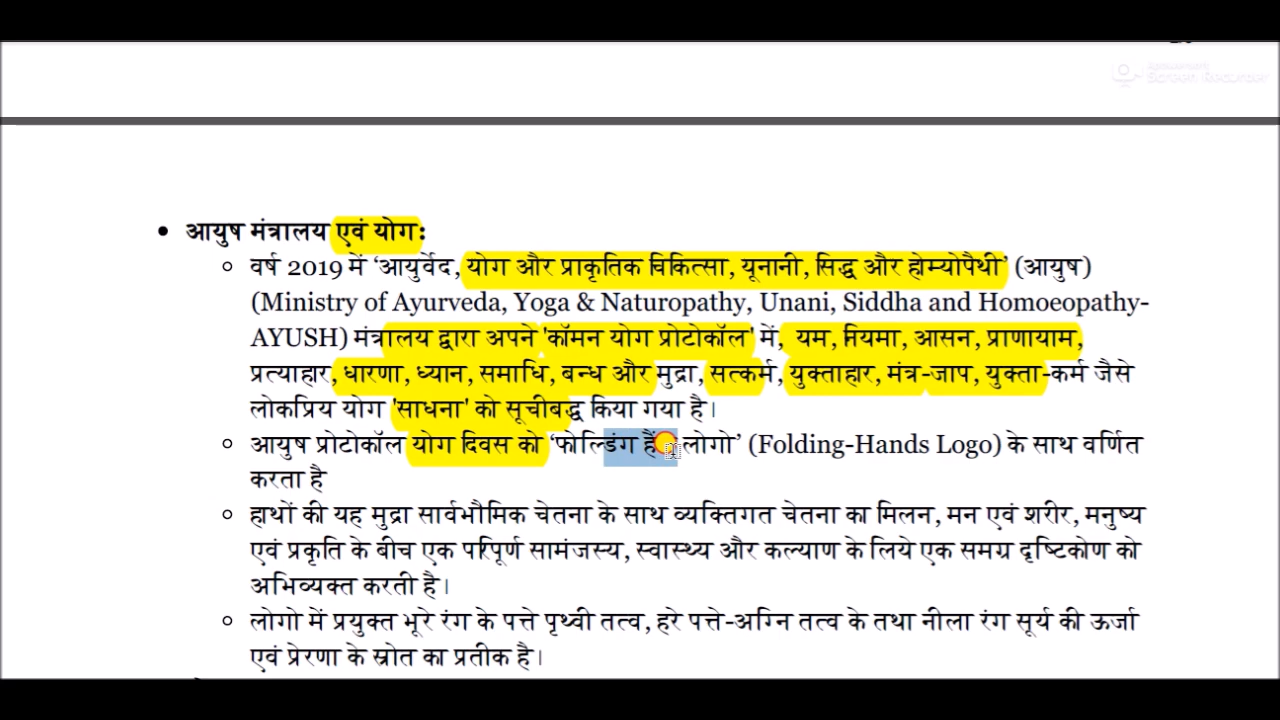 आयुष मंत्रालय एवं योग:
वर्ष 2019 में ‘आयुर्वेद, योग और प्राकृतिक चिकित्सा, यूनानी, सिद्ध और होम्योपैथी’ (आयुष)
(Ministry of Ayurveda, Yoga & Naturopathy, Unani, Siddha and Homoeopathy-
AYUSH) मंत्रालय द्वारा अपने 'कॉमन योग प्रोटोकॉल' में, यम, नियमा, आसन, प्राणायाम,
प्रत्याहार, धारणा, ध्यान, समाधि, बन्ध और मुद्रा, सत्कर्म, युक्ताहार, मंत्र-जाप, युक्ता-कर्म जैसे
लोकप्रिय योग 'साधना' को सूचीबद्ध किया गया है।
आयुष प्रोटोकॉल योग दिवस को ‘फोल्डिंग लोगो’ (Folding-Hands Logo) के साथ वर्णित
करता है
हाथों की यह मुद्रा सार्वभौमिक चेतना के साथ व्यक्तिगत चेतना का मिलन, मन एवं शरीर, मनुष्य
एवं प्रकृति के बीच एक परिपूर्ण सामंजस्य, स्वास्थ्य और कल्याण के लिये एक समग्र दृष्टिकोण को
अभिव्यक्त करती है।
लोगो में प्रयुक्त भूरे रंग के पत्ते पृथ्वी तत्व, हरे पत्ते-अग्नि तत्व के तथा नीला रंग सूर्य की ऊर्जा
एवं प्रेरणा के स्रोत का प्रतीक है।